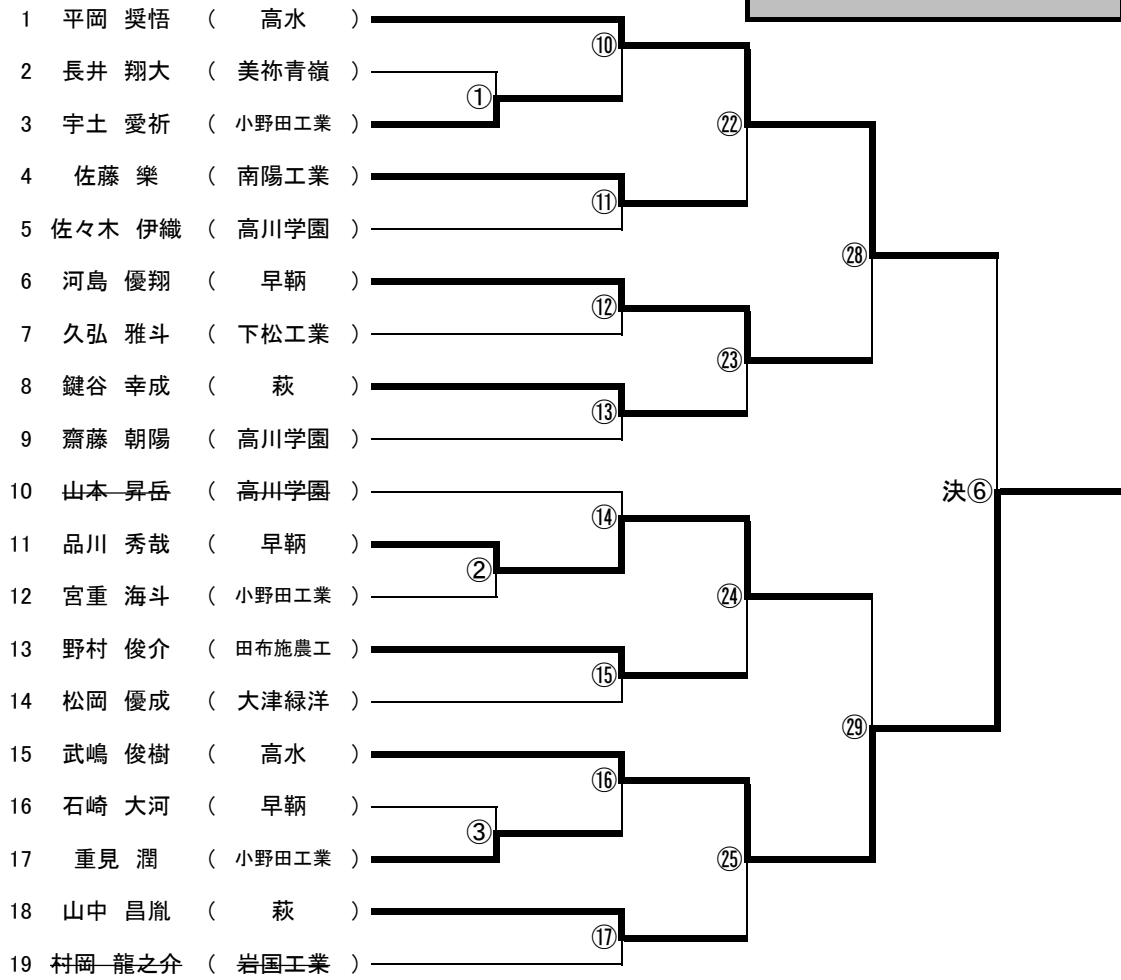 1 平岡 奨悟 ( 高水 )
⑩
2 長井 翔大 ( 美祢青嶺 )
①
3 宇土 愛祈 ( 小野田工業 )
㉒
4 佐藤 樂 ( 南陽工業 )
⑪
5 佐々木 伊織 ( 高川学園 )
㉘
6 河島 優翔 ( 早鞆 )
⑫
7 久弘 雅斗 ( 下松工業 )
㉓
8 鍵谷 幸成 ( 萩 )
⑬
9 齋藤 朝陽 ( 高川学園 )
10 山本 昇岳 ( 高川学園 )
決⑥
⑭
11 品川 秀哉 ( 早鞆 )
②
12 宮重 海斗 ( 小野田工業 )
㉔
13 野村 俊介 ( 田布施農工 )
⑮
14 松岡 優成 ( 大津緑洋 )
㉙
15 武嶋 俊樹 ( 高水 )
⑯
16 石崎 大河 ( 早鞆 )
③
17 重見 潤 ( 小野田工業 )
㉕
18 山中 昌胤 ( 萩 )
⑰
19 村岡 龍之介 ( 岩国工業 )